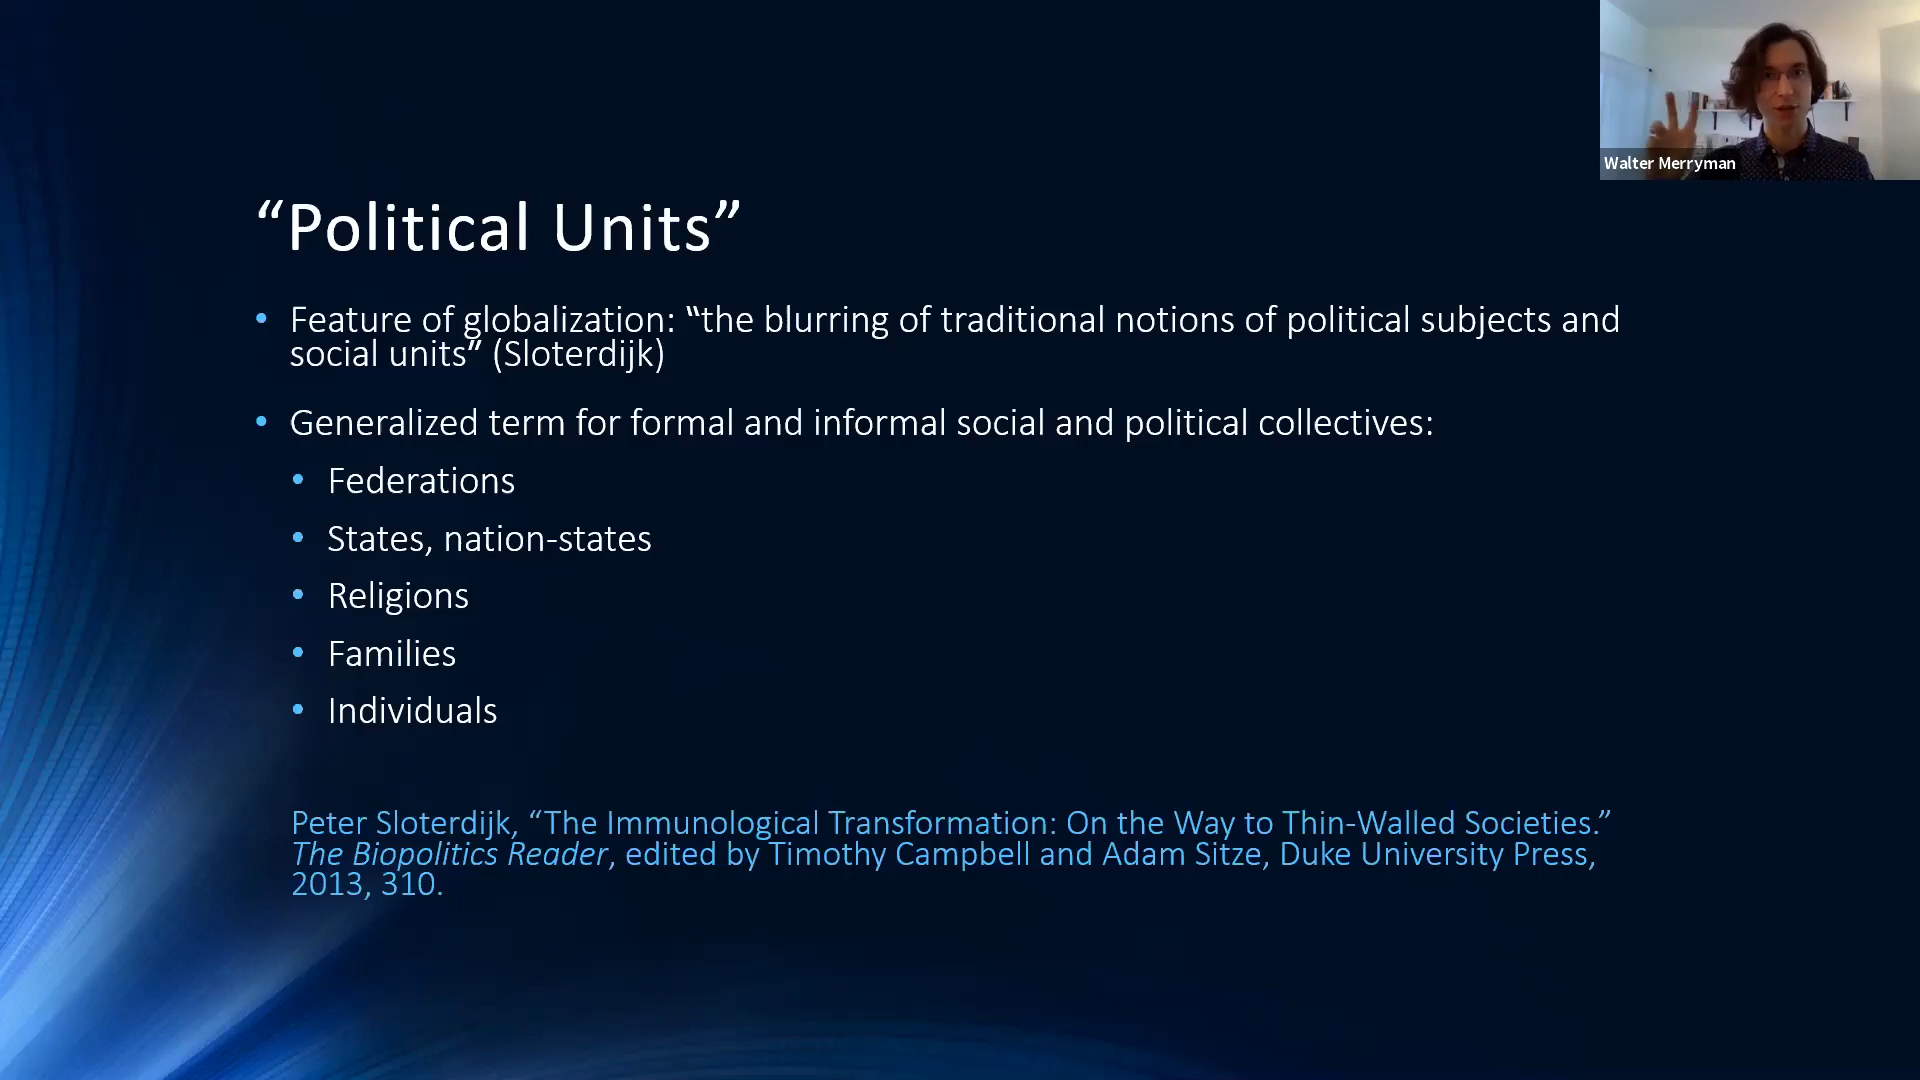 Walter Merryman
“Political Units”
• Feature of globalization: “the blurring of traditional notions of political subjects and
social units” (Sloterdijk)
• Generalized term for formal and informal social and political collectives:
• Federations
• States, nation-states
• Religions
• Families
• Individuals
Peter Sloterdijk, “The Immunological Transformation: On the Way to Thin-Walled Societies.”
The Biopolitics Reader, edited by Timothy Campbell and Adam Sitze, Duke University Press,
2013, 310.